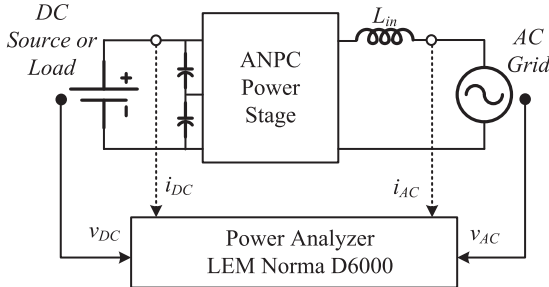 DC
Source or
Load
ANPC
Power
Stage
L_in
AC
Grid
i_DC
i_AC
v_DC
v_AC
Power Analyzer
LEM Norma D6000